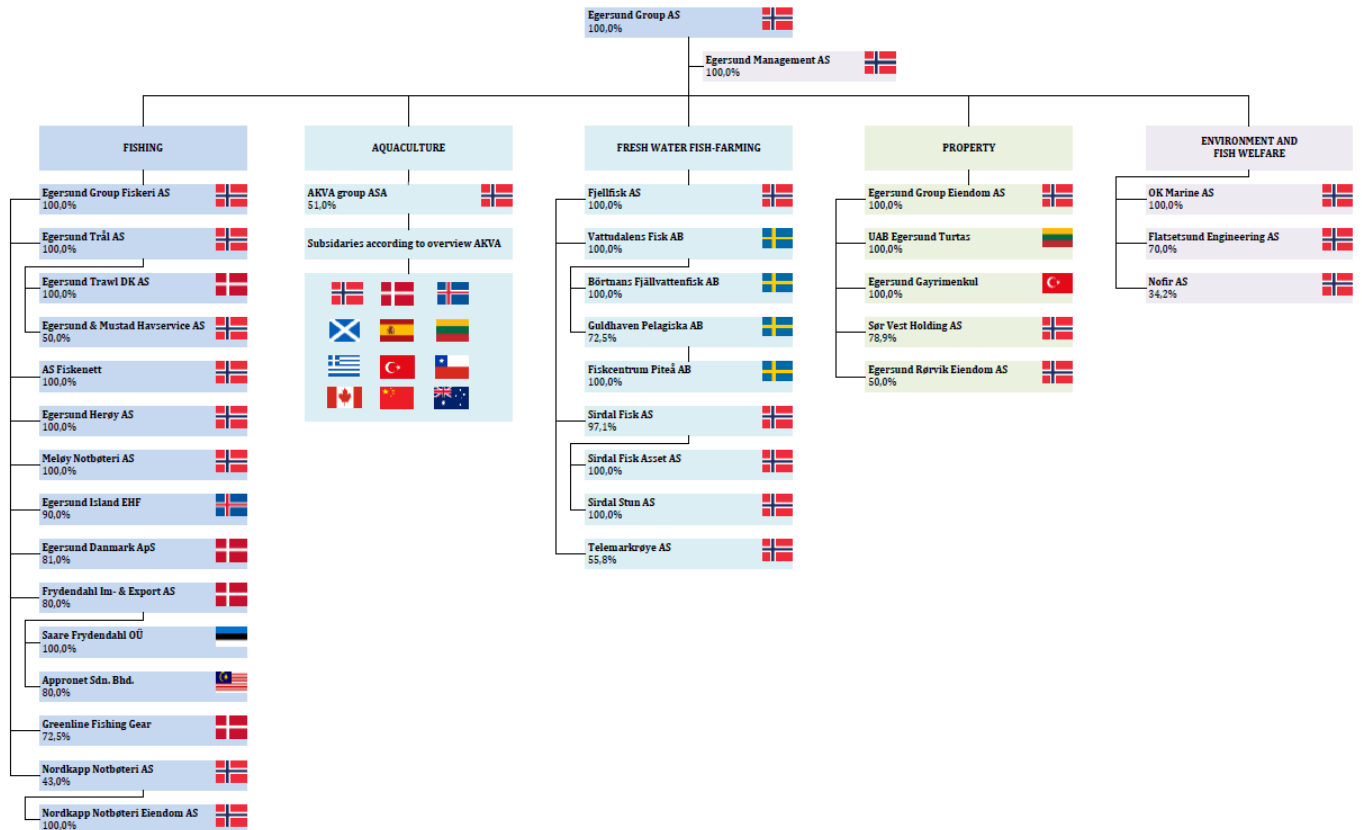 Egersund Group AS
100,0%
Egersund Management AS
100,0%
FISHING
Egersund Group Fiskeri AS
100,0%
Egersund Trål AS
100,0%
Egersund Trawl DK AS
100,0%
Egersund & Mustad Havservice AS
50,0%
AS Fiskenett
100,0%
Egersund Herøy AS
100,0%
Meløy Notbøteri AS
100,0%
Egersund Island EHF
90,0%
Egersund Danmark ApS
81,0%
Frydendahl Im- & Export AS
80,0%
Saare Frydendahl OÜ
100,0%
Appronet Sdn. Bhd.
80,0%
Greenline Fishing Gear
72,5%
Nordkapp Notbøteri AS
43,0%
Nordkapp Notbøteri Eiendom AS
100,0%
AQUACULTURE
AKVA group ASA
51,0%
Subsidaries according to overview AKVA
FRESH WATER FISH-FARMING
Fjellfisk AS
100,0%
Vattudalens Fisk AB
100,0%
Börtnans Fjällvattenfisk AB
100,0%
Guldhaven Pelagiska AB
72,5%
Fiskcentrum Piteå AB
100,0%
Sirdal Fisk AS
97,1%
Sirdal Fisk Asset AS
100,0%
Sirdal Stun AS
100,0%
Telemarkrøye AS
55,8%
PROPERTY
Egersund Group Eiendom AS
100,0%
UAB Egersund Turtas
100,0%
Egersund Gayrimenkul
100,0%
Sør Vest Holding AS
78,9%
Egersund Rørvik Eiendom AS
50,0%
ENVIRONMENT AND
FISH WELFARE
OK Marine AS
100,0%
Flatsetsund Engineering AS
70,0%
Nofir AS
34,2%